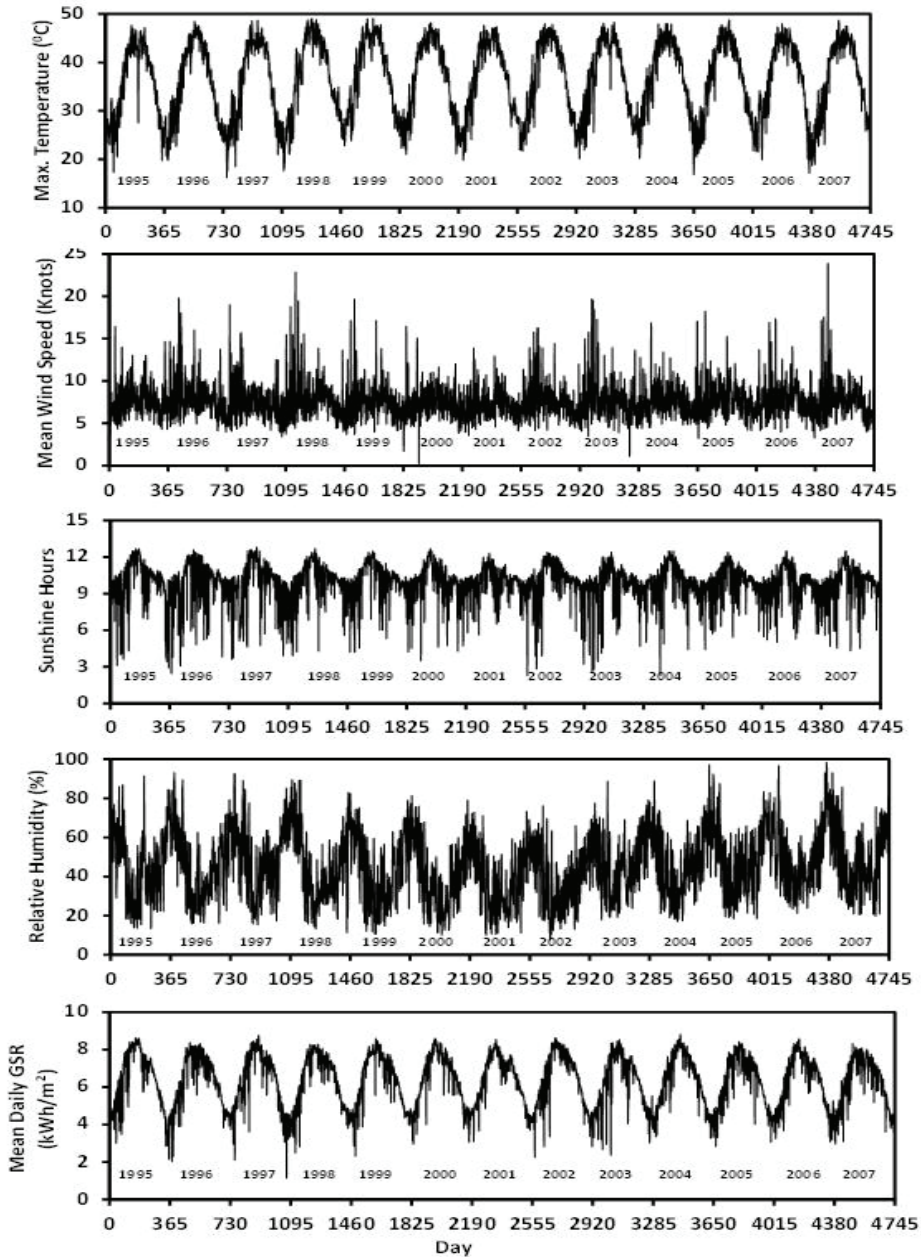 Max. Temperature (⁰C)
50
40
30
20
10
1995 1996 1997 1998 1999 2000 2001 2002 2003 2004 2005 2006 2007
0 365 730 1095 1460 1825 2190 2555 2920 3285 3650 4015 4380 4745
Mean Wind Speed (Knots)
25
20
15
10
5
0
1995 1996 1997 1998 1999 2000 2001 2002 2003 2004 2005 2006 2007
0 365 730 1095 1460 1825 2190 2555 2920 3285 3650 4015 4380 4745
Sunshine Hours
15
12
9
6
3
0
1995 1996 1997 1998 1999 2000 2001 2002 2003 2004 2005 2006 2007
0 365 730 1095 1460 1825 2190 2555 2920 3285 3650 4015 4380 4745
Relative Humidity (%)
100
80
60
40
20
0
1995 1996 1997 1998 1999 2000 2001 2002 2003 2004 2005 2006 2007
0 365 730 1095 1460 1825 2190 2555 2920 3285 3650 4015 4380 4745
Mean Daily GSR
(kWh/m²)
10
8
6
4
2
0
1995 1996 1997 1998 1999 2000 2001 2002 2003 2004 2005 2006 2007
0 365 730 1095 1460 1825 2190 2555 2920 3285 3650 4015 4380 4745
Day